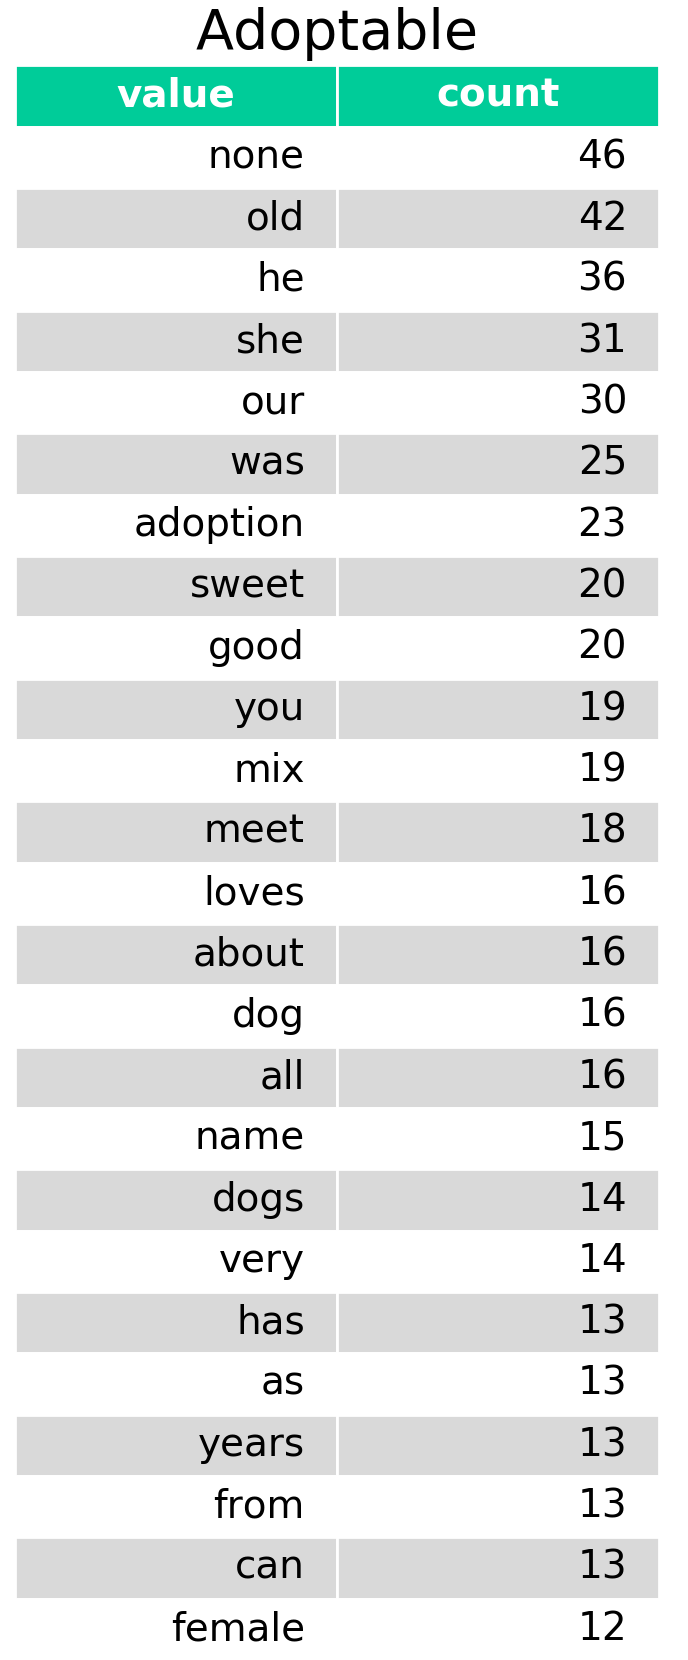 Adoptable
value count
none 46
old 42
he 36
she 31
our 30
was 25
adoption 23
sweet 20
good 20
you 19
mix 19
meet 18
loves 16
about 16
dog 16
all 16
name 15
dogs 14
very 14
has 13
as 13
years 13
from 13
can 13
female 12